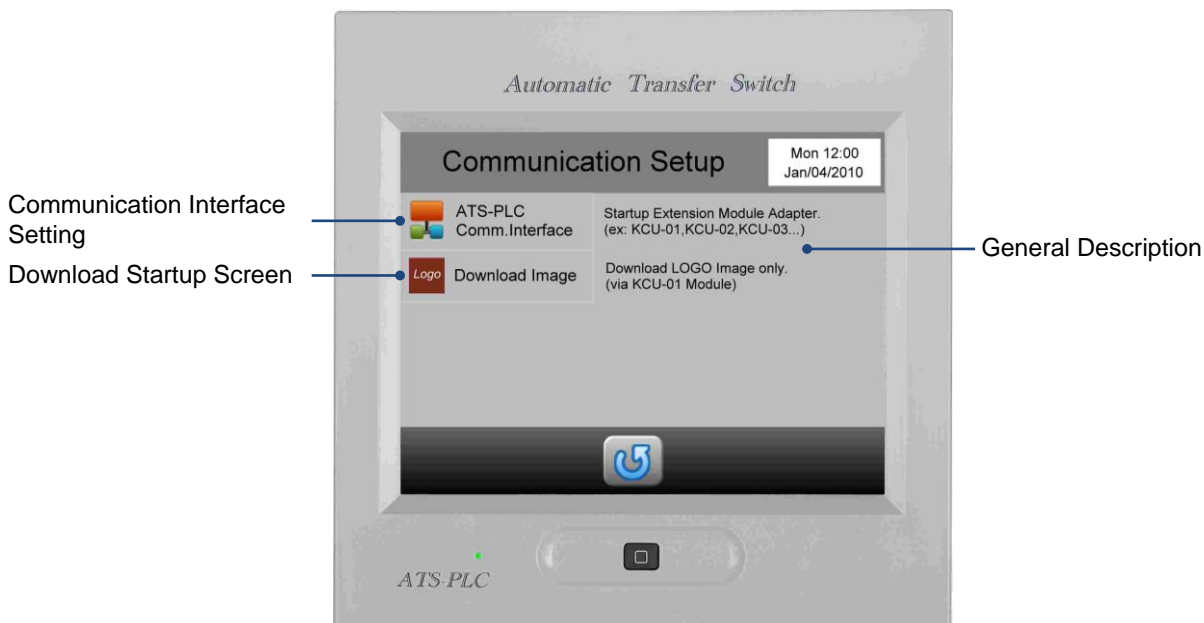 Automatic Transfer Switch
Communication Setup
Mon 12:00
Jan/04/2010
Communication Interface
Setting
ATS-PLC
Comm.Interface
Startup Extension Module Adapter.
(ex: KCU-01,KCU-02,KCU-03...)
General Description
Download Startup Screen
Logo
Download Image
Download LOGO Image only.
(via KCU-01 Module)
ATS-PLC